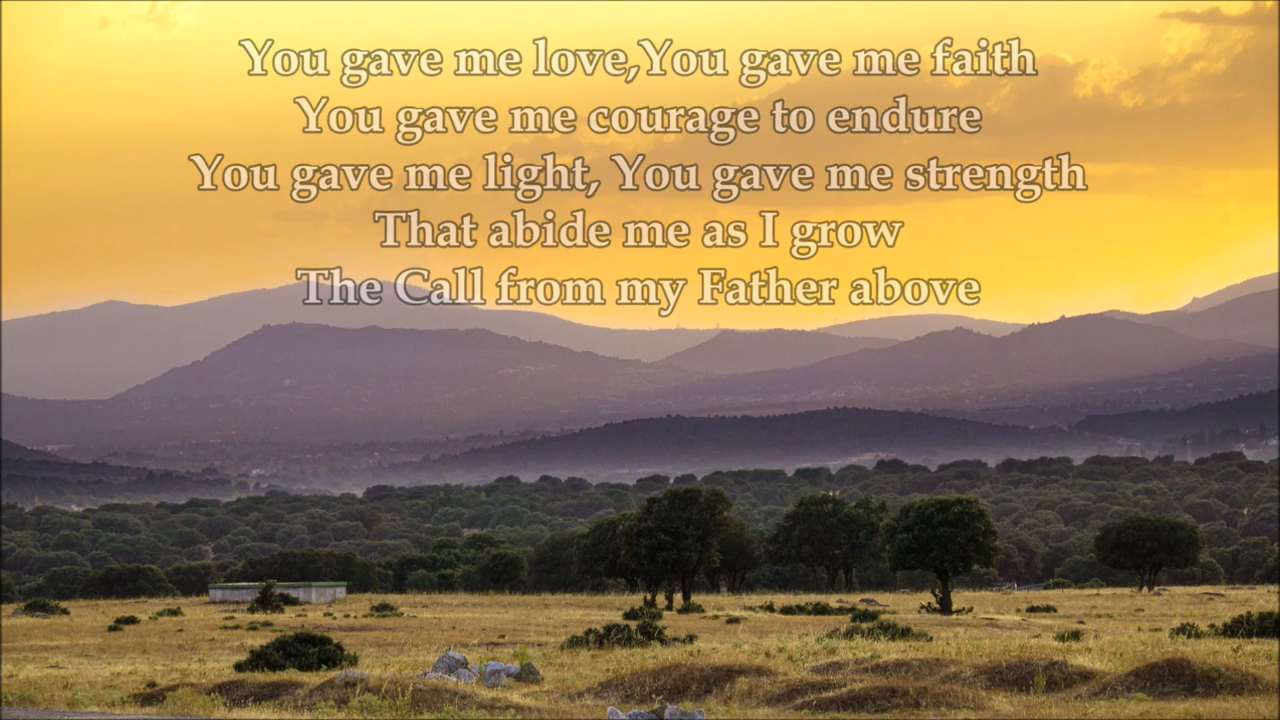 You gave me love,You gave me faith
You gave me courage to endure
You gave me light, You gave me strength
That abide me as I grow
The Call from my Father above